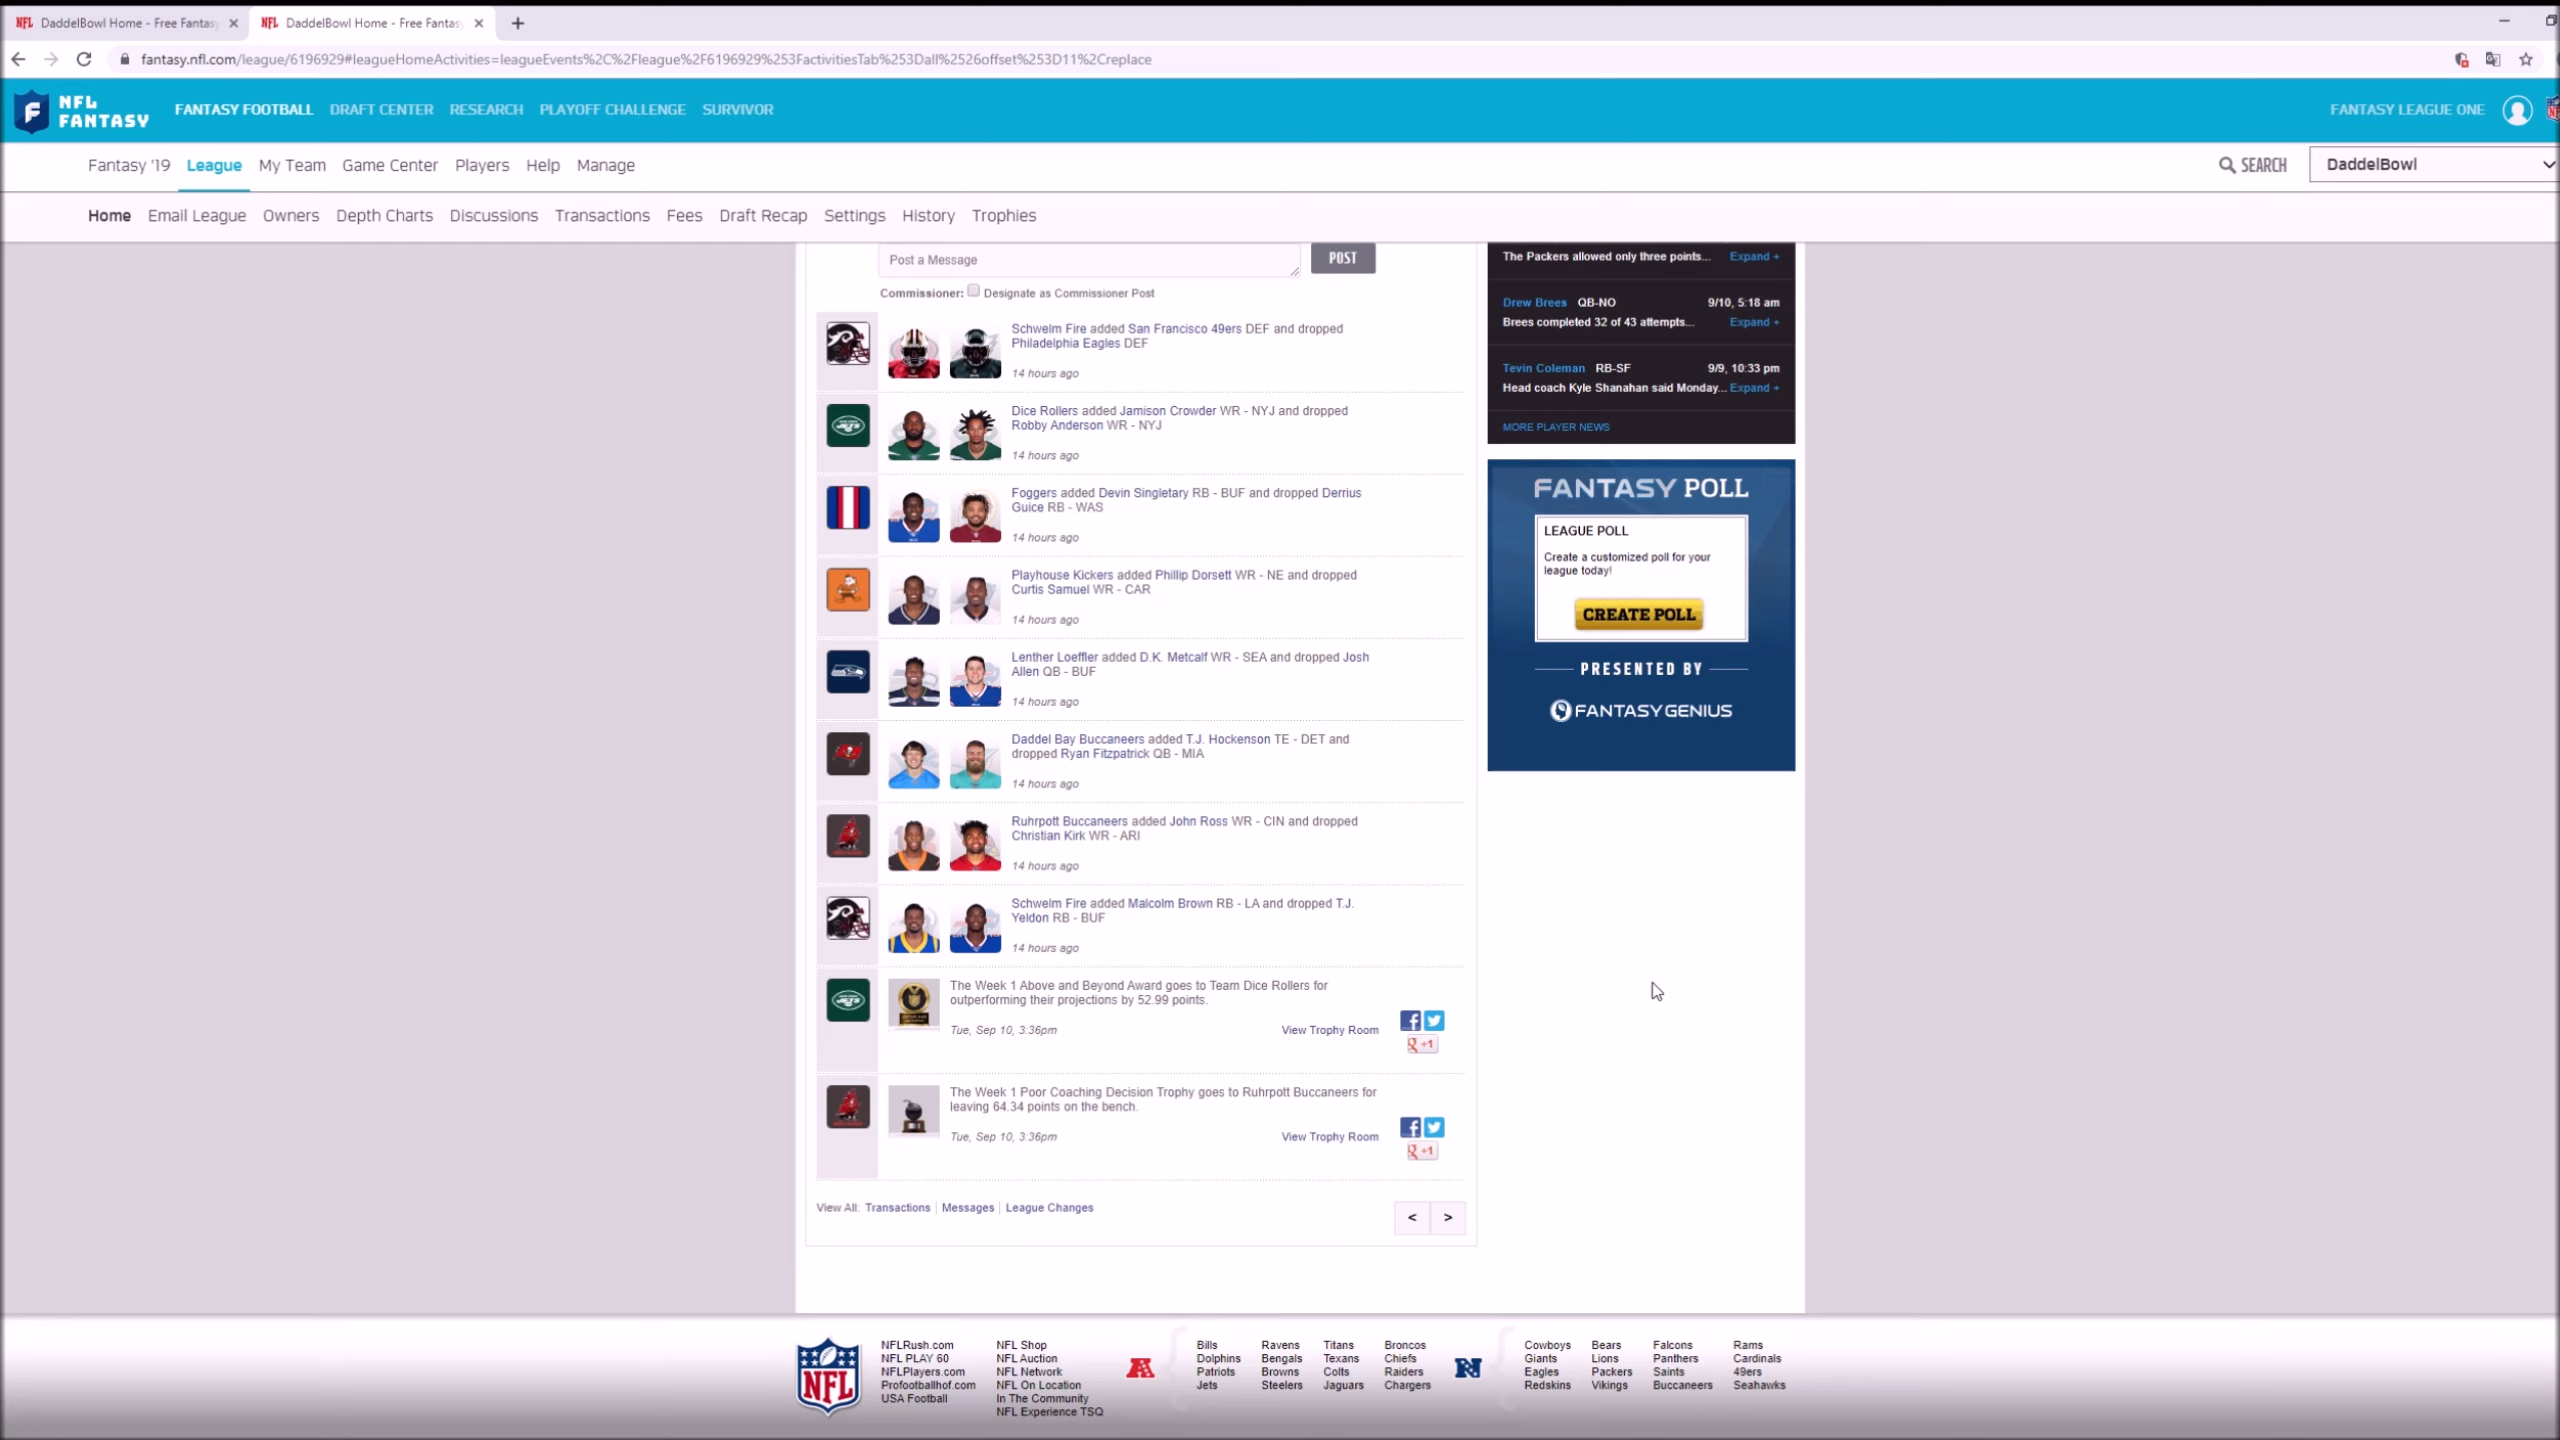 DaddelBowl Home - Free Fantas
DaddelBowl Home - Free Fantas
fantasy.nfl.com/league/6196929#leagueHomeActivities=leagueEvents%2C%2Fleague%2F6196929%253FactivitiesTab%253Dall%2526offset%253D11%2Creplace
NFL FANTASY
FANTASY FOOTBALL DRAFT CENTER RESEARCH PLAYOFF CHALLENGE SURVIVOR
FANTASY LEAGUE ONE
Fantasy '19 League My Team Game Center Players Help Manage
SEARCH
DaddelBowl
Home Email League Owners Depth Charts Discussions Transactions Fees Draft Recap Settings History Trophies
Post a Message
POST
Commissioner: Designate as Commissioner Post
Schwelm Fire added San Francisco 49ers DEF and dropped
Philadelphia Eagles DEF
14 hours ago
Dice Rollers added Jamison Crowder WR - NYJ and dropped
Robby Anderson WR - NYJ
14 hours ago
Foggers added Devin Singletary RB - BUF and dropped Derrius
Guice RB - WAS
14 hours ago
Playhouse Kickers added Phillip Dorsett WR - NE and dropped
Curtis Samuel WR - CAR
14 hours ago
Lenther Loeffler added D.K. Metcalf WR - SEA and dropped Josh
Allen QB - BUF
14 hours ago
Daddel Bay Buccaneers added T.J. Hockenson TE - DET and
dropped Ryan Fitzpatrick QB - MIA
14 hours ago
Ruhrpott Buccaneers added John Ross WR - CIN and dropped
Christian Kirk WR - ARI
14 hours ago
Schwelm Fire added Malcolm Brown RB - LA and dropped T.J.
Yeldon RB - BUF
14 hours ago
The Week 1 Above and Beyond Award goes to Team Dice Rollers for
outperforming their projections by 52.99 points.
Tue, Sep 10, 3:36pm
View Trophy Room
+1
The Week 1 Poor Coaching Decision Trophy goes to Ruhrpott Buccaneers for
leaving 64.34 points on the bench.
Tue, Sep 10, 3:36pm
View Trophy Room
+1
View All: Transactions | Messages | League Changes
< >
The Packers allowed only three points... Expand +
Drew Brees QB-NO 9/10, 5:18 am
Brees completed 32 of 43 attempts... Expand +
Tevin Coleman RB-SF 9/9, 10:33 pm
Head coach Kyle Shanahan said Monday... Expand +
MORE PLAYER NEWS
FANTASY POLL
LEAGUE POLL
Create a customized poll for your
league today!
CREATE POLL
PRESENTED BY
FANTASY GENIUS
NFL
NFLRush.com
NFL PLAY 60
NFLPlayers.com
Profootballhof.com
USA Football
NFL Shop
NFL Auction
NFL Network
NFL On Location
In The Community
NFL Experience TSQ
Bills Ravens Titans Broncos
Dolphins Bengals Texans Chiefs
Patriots Browns Colts Raiders
Jets Steelers Jaguars Chargers
Cowboys Bears Falcons Rams
Giants Lions Panthers Cardinals
Eagles Packers Saints 49ers
Redskins Vikings Buccaneers Seahawks